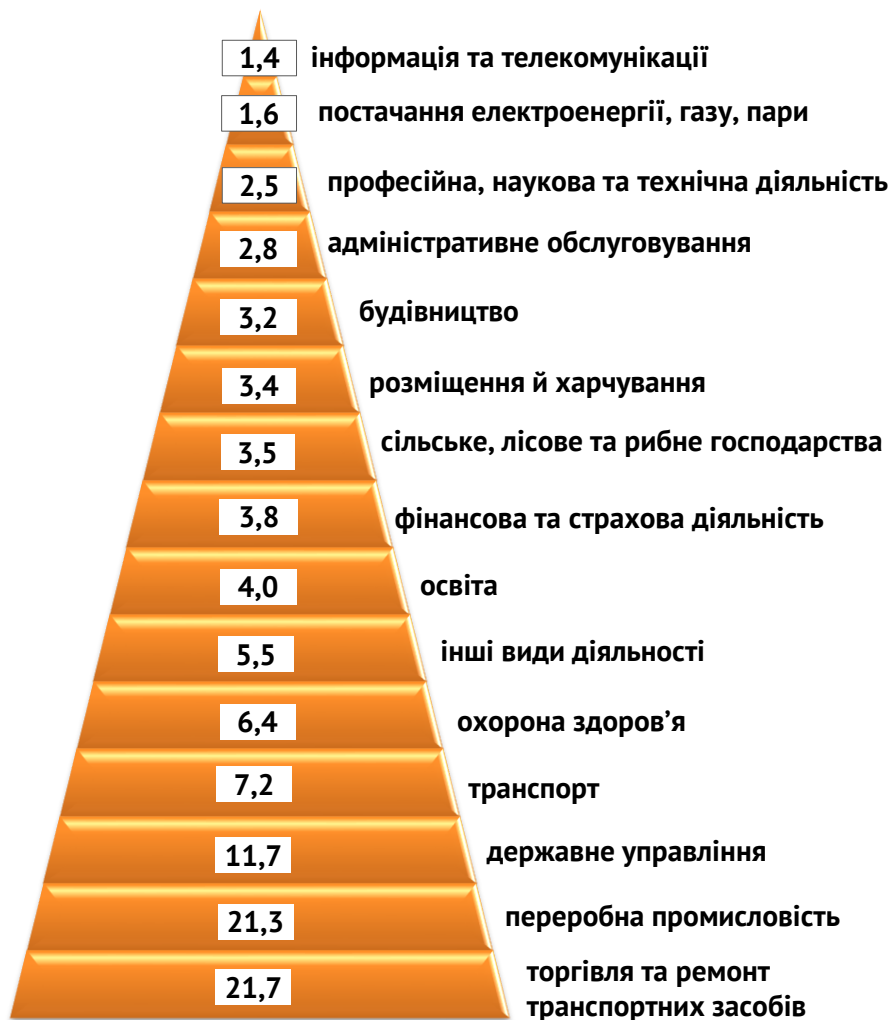 1,4 інформація та телекомунікації
1,6 постачання електроенергії, газу, пари
2,5 професійна, наукова та технічна діяльність
2,8 адміністративне обслуговування
3,2 будівництво
3,4 розміщення й харчування
3,5 сільське, лісове та рибне господарства
3,8 фінансова та страхова діяльність
4,0 освіта
5,5 інші види діяльності
6,4 охорона здоров’я
7,2 транспорт
11,7 державне управління
21,3 переробна промисловість
21,7 торгівля та ремонт
транспортних засобів